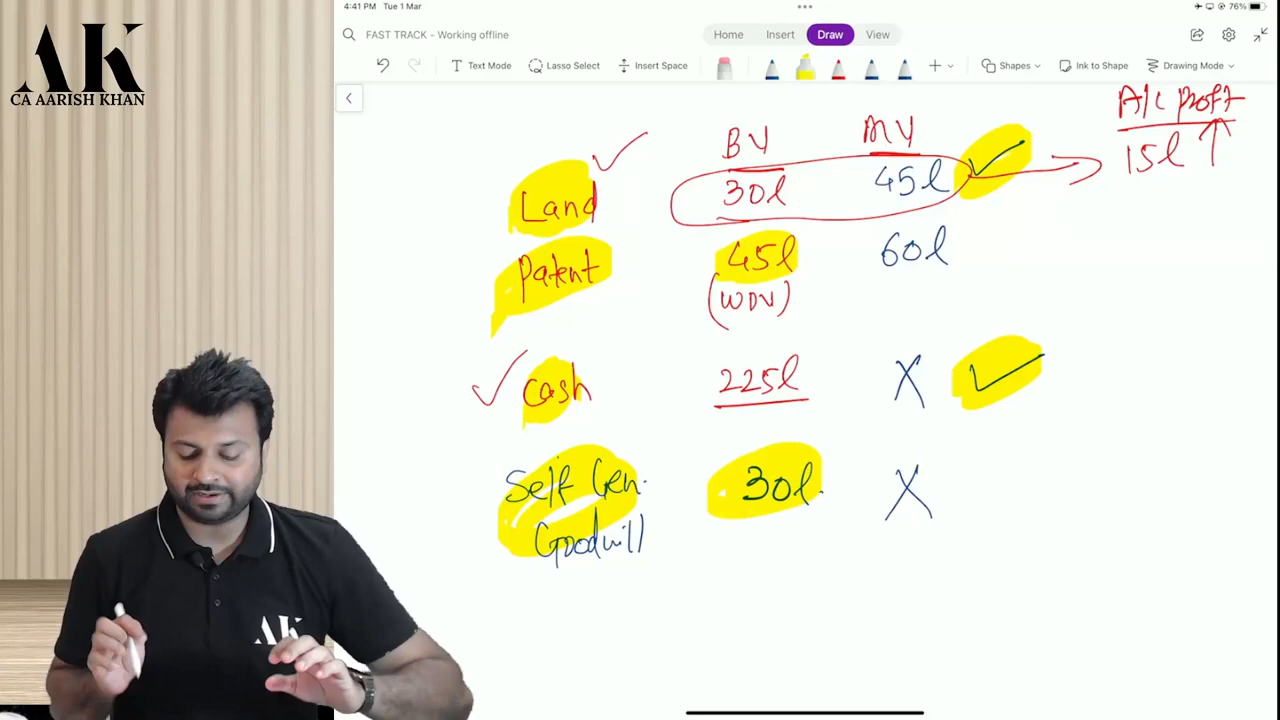 4:41 PM Tue 1 Mar
76%
AK
CA AARISH KHAN
FAST TRACK – Working offline
Home Insert Draw View
Text Mode Lasso Select Insert Space Shapes Ink to Shape Drawing Mode
A/c Profit
15l ↑
BV MV
Land 30l 45l
Patent 45l 60l
(WDV)
Cash 225l X
Self Gen. 30l. X
Goodwill
AK